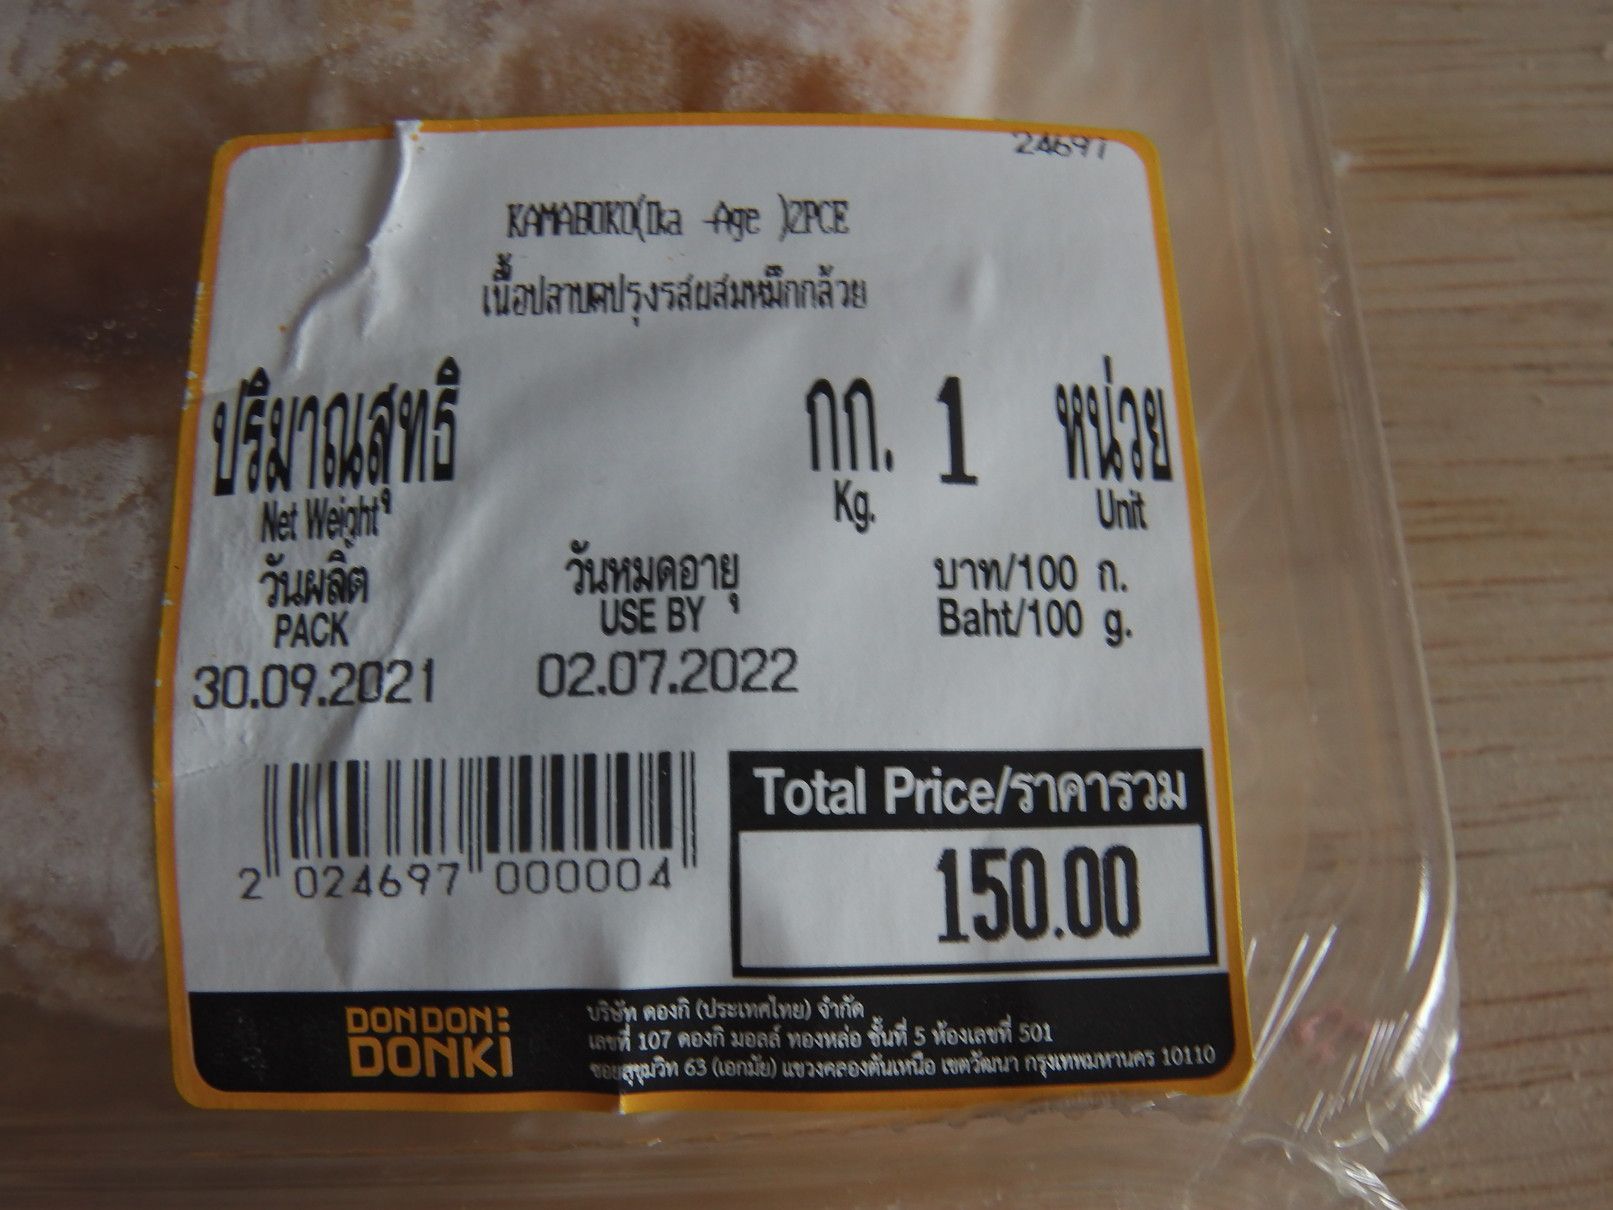 24697
KAMABOKO(Ika -Age )2PCE
เนื้อปลาบดปรุงรสผสมหมึกกล้วย
ปริมาณสุทธิ กก. 1 หน่วย
Net Weight Kg. Unit
วันผลิต วันหมดอายุ บาท/100 ก.
PACK USE BY Baht/100 g.
30.09.2021 02.07.2022
Total Price/ราคารวม
150.00
2 024697 000004
DON DON: DONKI
บริษัท ดองกิ (ประเทศไทย) จำกัด
เลขที่ 107 ดองกิ มอลล์ ทองหล่อ ชั้นที่ 5 ห้องเลขที่ 501
ซอยสุขุมวิท 63 (เอกมัย) แขวงคลองตันเหนือ เขตวัฒนา กรุงเทพมหานคร 10110